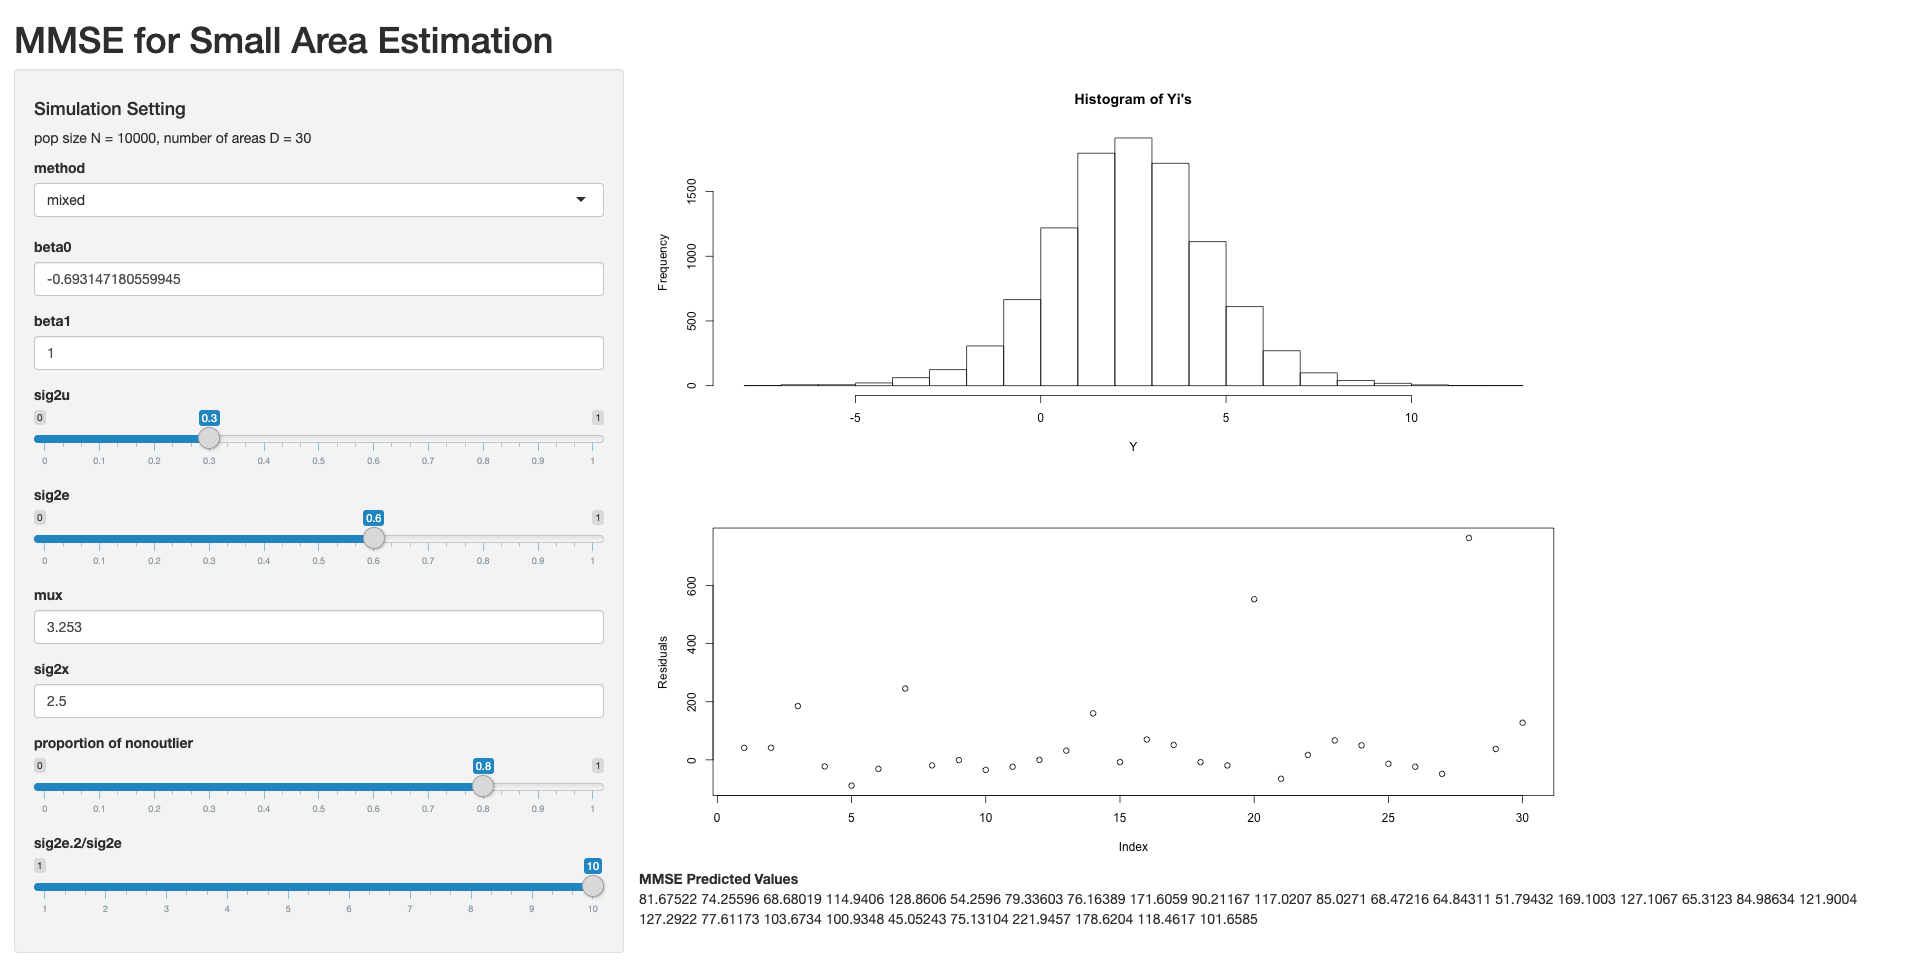 MMSE for Small Area Estimation
Simulation Setting
pop size N = 10000, number of areas D = 30
method
mixed
beta0
-0.693147180559945
beta1
1
sig2u
0 0.3 1
0 0.1 0.2 0.3 0.4 0.5 0.6 0.7 0.8 0.9 1
sig2e
0 0.6 1
0 0.1 0.2 0.3 0.4 0.5 0.6 0.7 0.8 0.9 1
mux
3.253
sig2x
2.5
proportion of nonoutlier
0 0.8 1
0 0.1 0.2 0.3 0.4 0.5 0.6 0.7 0.8 0.9 1
sig2e.2/sig2e
1 10
1 2 3 4 5 6 7 8 9 10
Histogram of Yi's
Frequency
1500
1000
500
0
-5 0 5 10
Y
Residuals
600
400
200
0
0 5 10 15 20 25 30
Index
MMSE Predicted Values
81.67522 74.25596 68.68019 114.9406 128.8606 54.2596 79.33603 76.16389 171.6059 90.21167 117.0207 85.0271 68.47216 64.84311 51.79432 169.1003 127.1067 65.3123 84.98634 121.9004
127.2922 77.61173 103.6734 100.9348 45.05243 75.13104 221.9457 178.6204 118.4617 101.6585